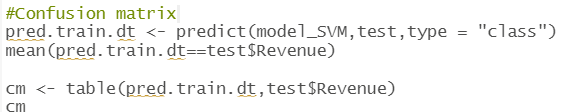 #Confusion matrix
pred.train.dt <- predict(model_SVM,test,type = "class")
mean(pred.train.dt==test$Revenue)
cm <- table(pred.train.dt,test$Revenue)
cm